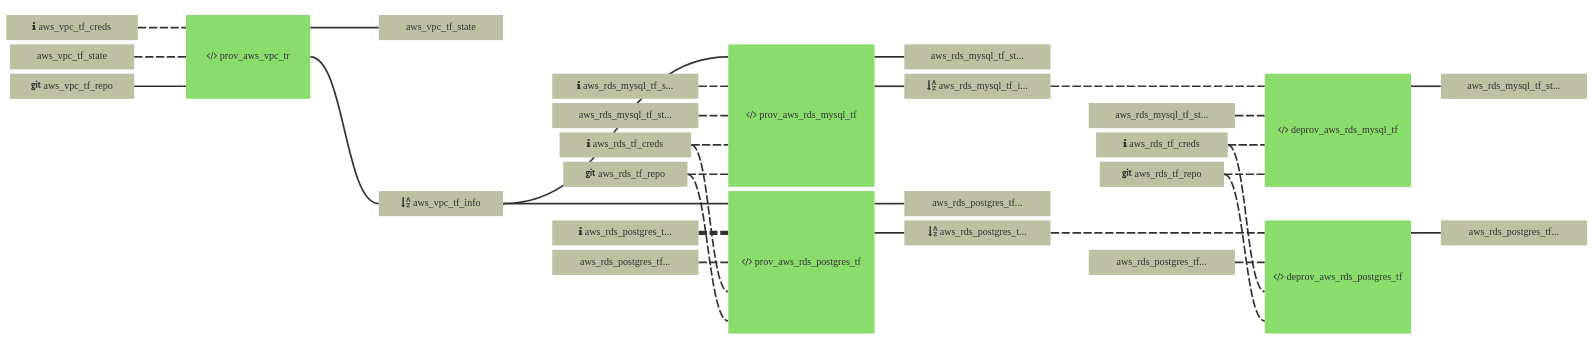 aws_vpc_tf_creds
aws_vpc_tf_state
git aws_vpc_tf_repo
</> prov_aws_vpc_tr
aws_vpc_tf_state
aws_vpc_tf_info
aws_rds_mysql_tf_s...
aws_rds_mysql_tf_st...
aws_rds_tf_creds
git aws_rds_tf_repo
aws_rds_postgres_t...
aws_rds_postgres_tf...
</> prov_aws_rds_mysql_tf
</> prov_aws_rds_postgres_tf
aws_rds_mysql_tf_st...
aws_rds_mysql_tf_i...
aws_rds_postgres_tf...
aws_rds_postgres_t...
aws_rds_mysql_tf_st...
aws_rds_tf_creds
git aws_rds_tf_repo
aws_rds_postgres_tf...
</> deprov_aws_rds_mysql_tf
</> deprov_aws_rds_postgres_tf
aws_rds_mysql_tf_st...
aws_rds_postgres_tf...